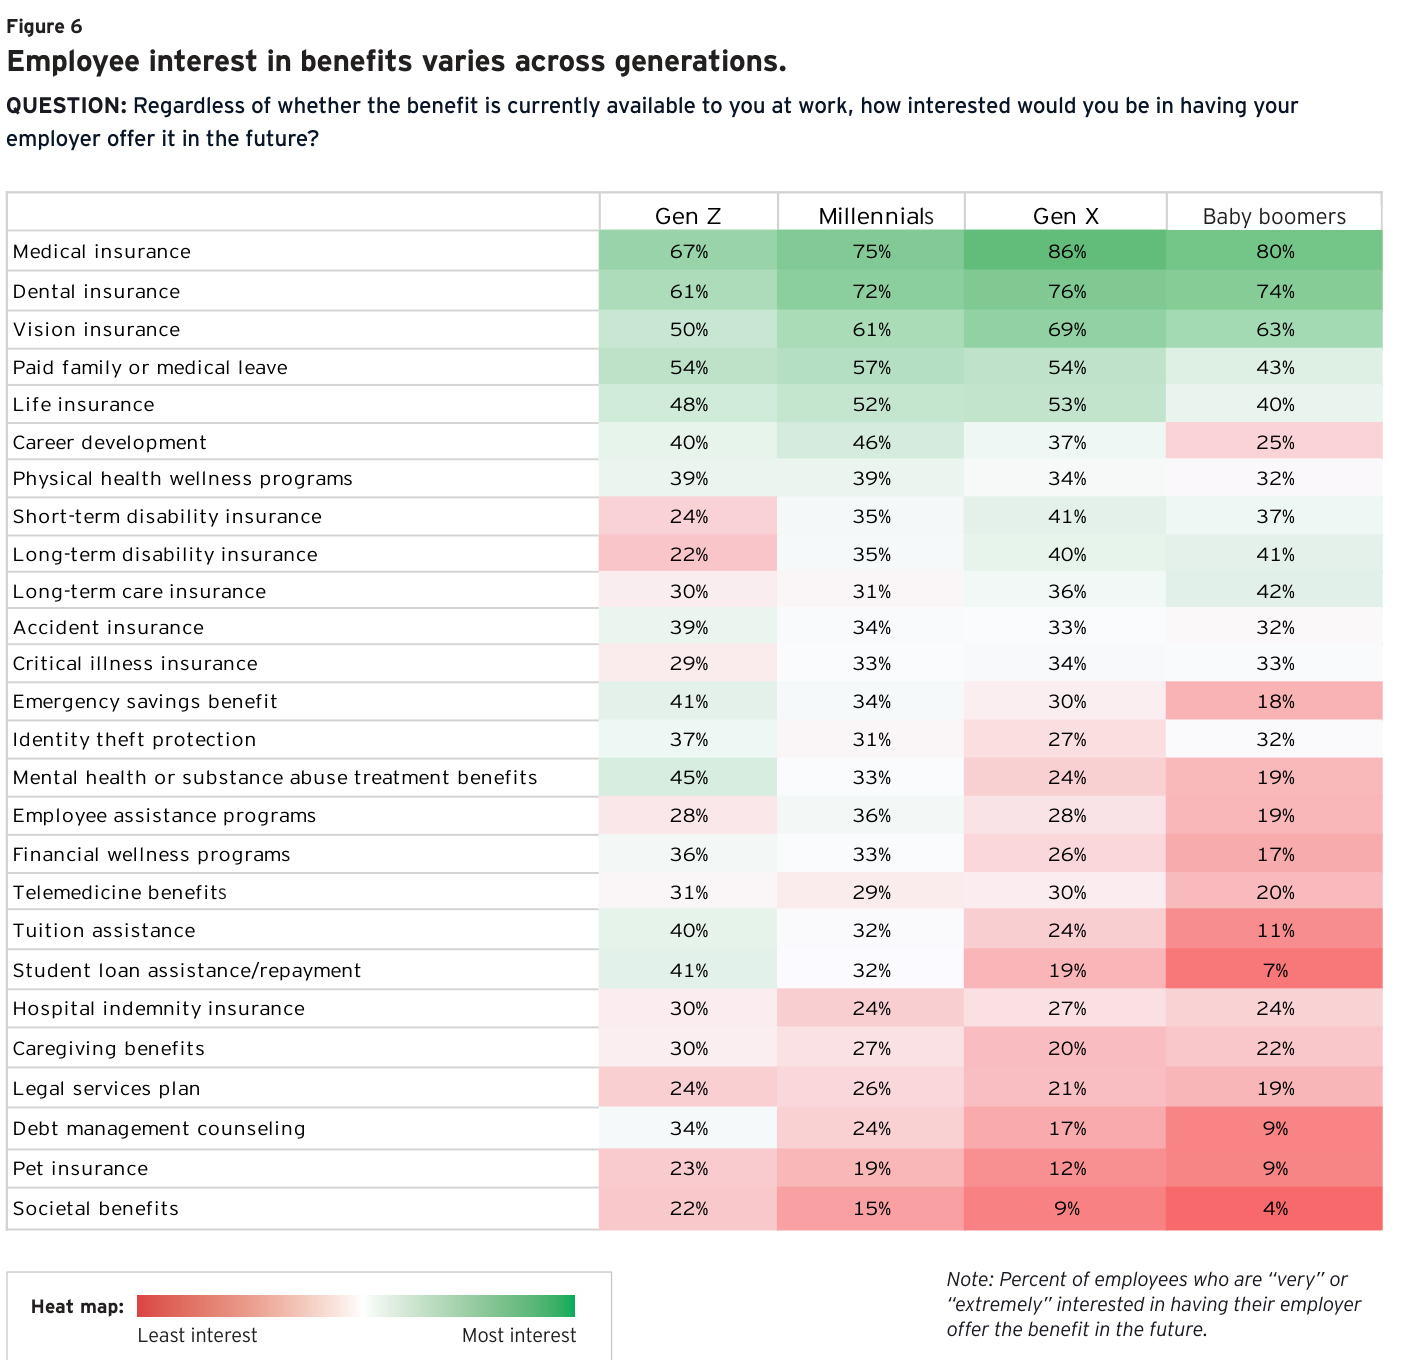 Figure 6
Employee interest in benefits varies across generations.
QUESTION: Regardless of whether the benefit is currently available to you at work, how interested would you be in having your
employer offer it in the future?
Gen Z Millennials Gen X Baby boomers
Medical insurance 67% 75% 86% 80%
Dental insurance 61% 72% 76% 74%
Vision insurance 50% 61% 69% 63%
Paid family or medical leave 54% 57% 54% 43%
Life insurance 48% 52% 53% 40%
Career development 40% 46% 37% 25%
Physical health wellness programs 39% 39% 34% 32%
Short-term disability insurance 24% 35% 41% 37%
Long-term disability insurance 22% 35% 40% 41%
Long-term care insurance 30% 31% 36% 42%
Accident insurance 39% 34% 33% 32%
Critical illness insurance 29% 33% 34% 33%
Emergency savings benefit 41% 34% 30% 18%
Identity theft protection 37% 31% 27% 32%
Mental health or substance abuse treatment benefits 45% 33% 24% 19%
Employee assistance programs 28% 36% 28% 19%
Financial wellness programs 36% 33% 26% 17%
Telemedicine benefits 31% 29% 30% 20%
Tuition assistance 40% 32% 24% 11%
Student loan assistance/repayment 41% 32% 19% 7%
Hospital indemnity insurance 30% 24% 27% 24%
Caregiving benefits 30% 27% 20% 22%
Legal services plan 24% 26% 21% 19%
Debt management counseling 34% 24% 17% 9%
Pet insurance 23% 19% 12% 9%
Societal benefits 22% 15% 9% 4%
Heat map:
Least interest Most interest
Note: Percent of employees who are “very” or
“extremely” interested in having their employer
offer the benefit in the future.